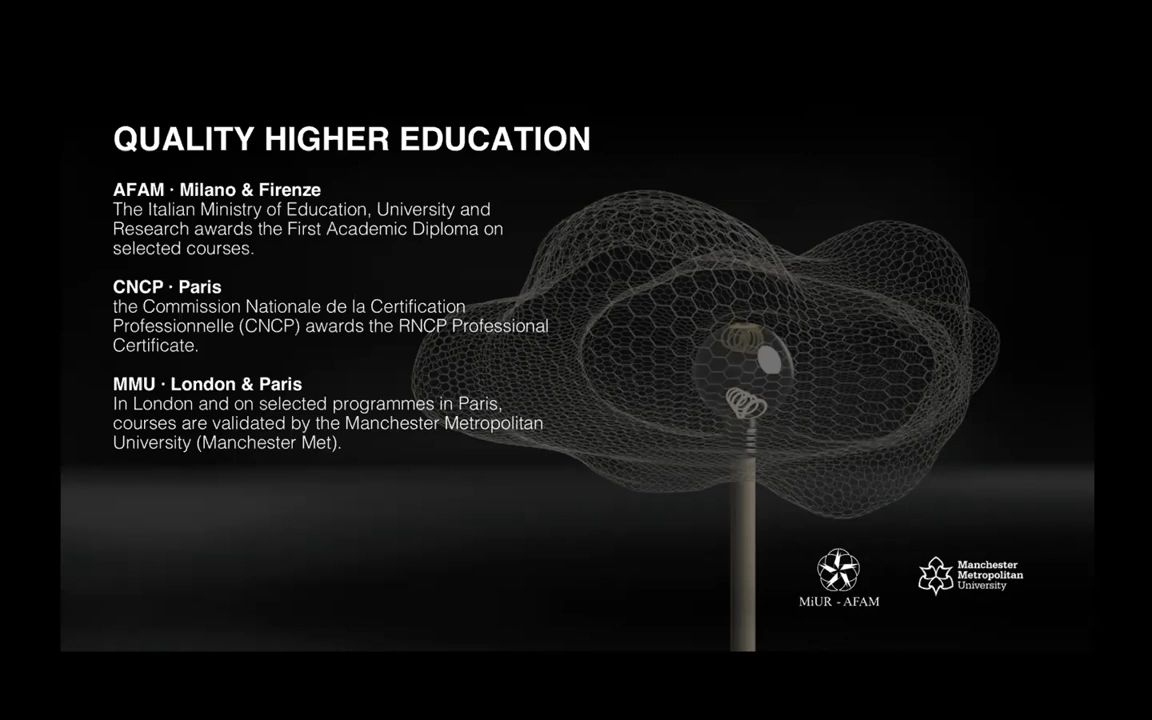 QUALITY HIGHER EDUCATION
AFAM · Milano & Firenze
The Italian Ministry of Education, University and
Research awards the First Academic Diploma on
selected courses.
CNCP · Paris
the Commission Nationale de la Certification
Professionnelle (CNCP) awards the RNCP Professional
Certificate.
MMU · London & Paris
In London and on selected programmes in Paris,
courses are validated by the Manchester Metropolitan
University (Manchester Met).
MiUR - AFAM
Manchester
Metropolitan
University